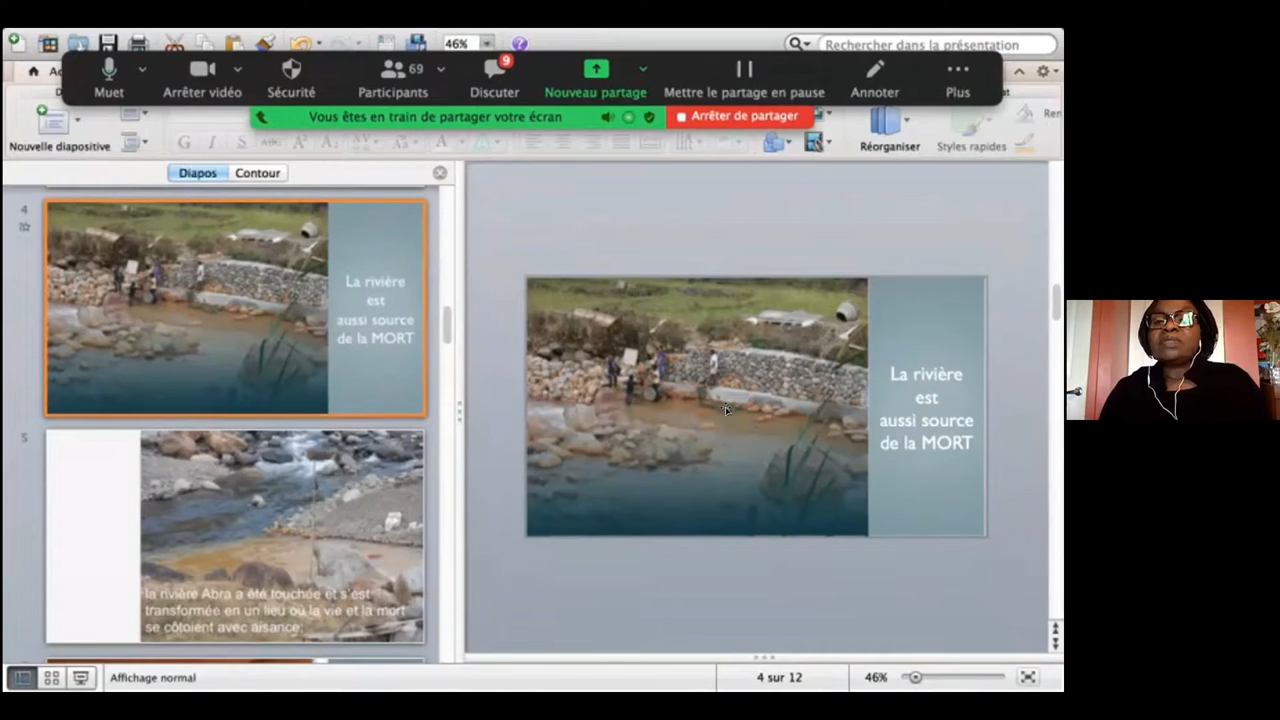 46%
Rechercher dans la présentation
69
9
Muet
Arrêter vidéo
Sécurité
Participants
Discuter
Nouveau partage
Mettre le partage en pause
Annoter
Plus
Vous êtes en train de partager votre écran
Arrêter de partager
Nouvelle diapositive
Réorganiser
Styles rapides
Diapos
Contour
4
La rivière
est
aussi source
de la MORT
5
la rivière Abra a été touchée et s'est
transformée en un lieu où la vie et la mort
se côtoient avec aisance;
La rivière
est
aussi source
de la MORT
Affichage normal
4 sur 12
46%